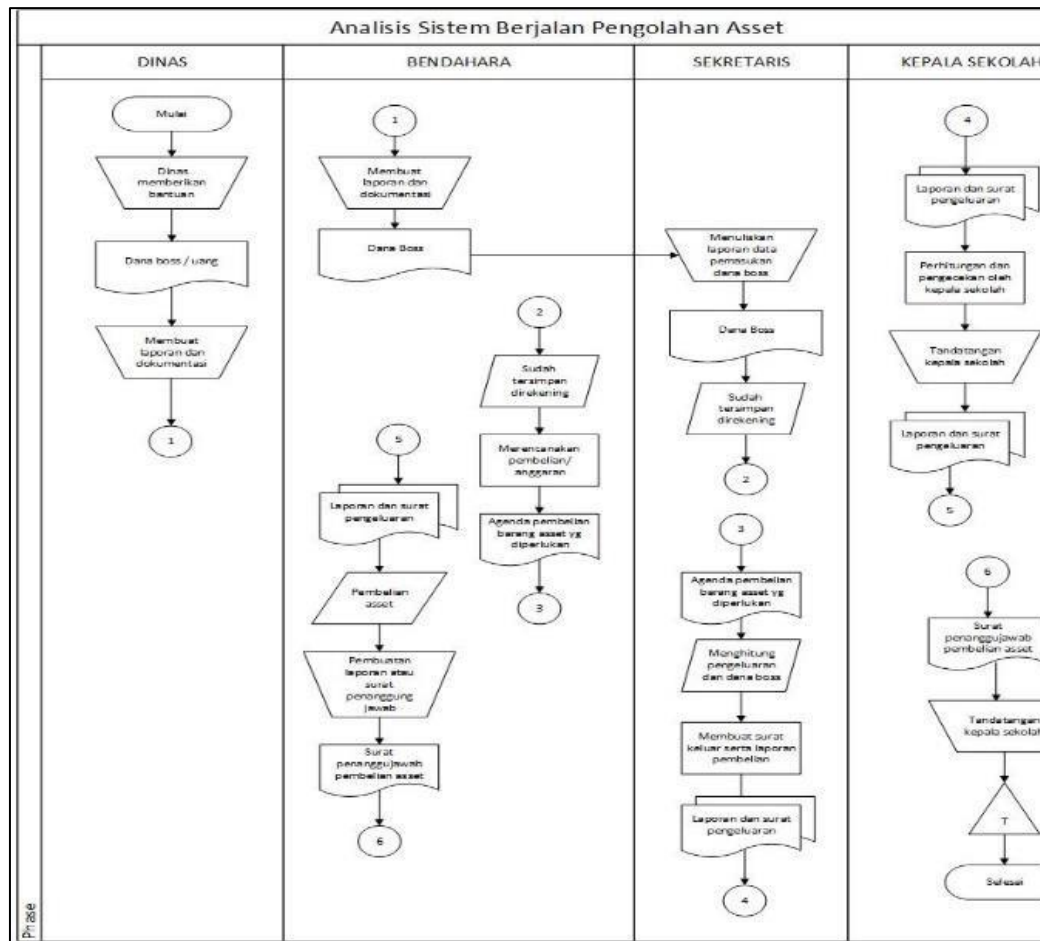 Analisis Sistem Berjalan Pengolahan Asset
DINAS
BENDAHARA
SEKRETARIS
KEPALA SEKOLAH
Mulai
Dinas
memberikan
bantuan
Dana boss / uang
Membuat
laporan dan
dokumentasi
1
1
Membuat
laporan dan
dokumentasi
Dana Boss
2
Sudah
tersimpan
direkening
Merencanakan
pembelian/
anggaran
Agenda pembelian
barang asset yg
diperlukan
3
5
Laporan dan surat
pengeluaran
Pembelian
asset
Pembuatan
laporan atau
surat
penanggung
jawab
Surat
penanggujawab
pembelian asset
6
Menuliskan
laporan data
pemasukan
dana boss
Dana Boss
Sudah
tersimpan
direkening
2
3
Agenda pembelian
barang asset yg
diperlukan
Menghitung
pengeluaran
dan dana boss
Membuat surat
keluar serta laporan
pembelian
Laporan dan surat
pengeluaran
4
4
Laporan dan surat
pengeluaran
Perhitungan dan
pengecekan oleh
kepala sekolah
Tandatangan
kepala sekolah
Laporan dan surat
pengeluaran
5
6
Surat
penanggujawab
pembelian asset
Tandatangan
kepala sekolah
T
Selesai
Phase